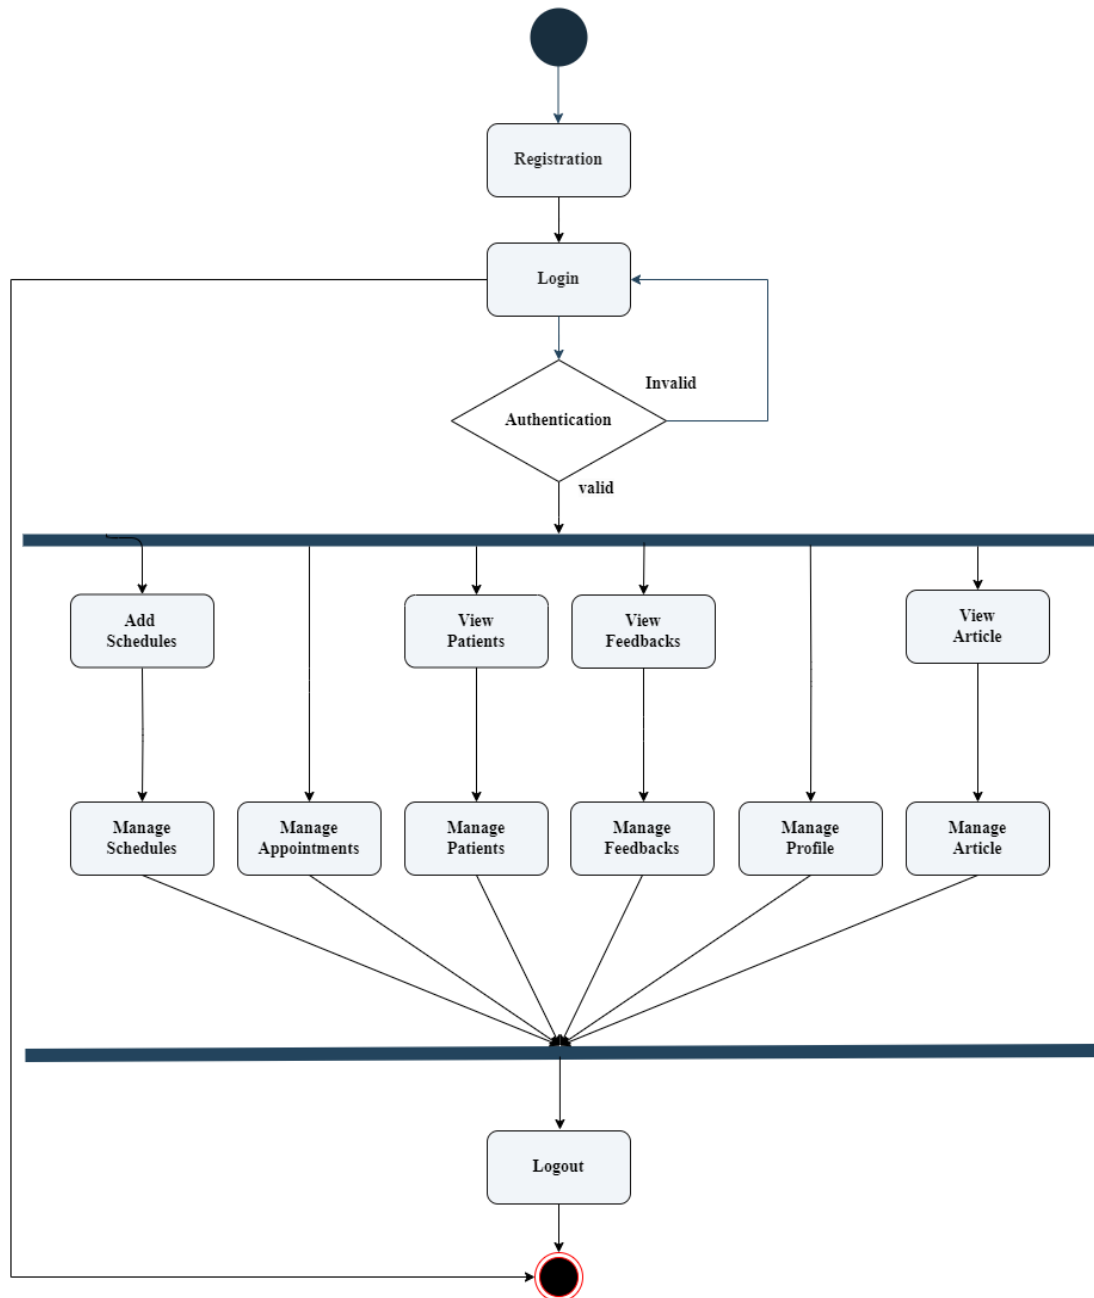 Registration
Login
Invalid
Authentication
valid
Add
Schedules
View
Patients
View
Feedbacks
View
Article
Manage
Schedules
Manage
Appointments
Manage
Patients
Manage
Feedbacks
Manage
Profile
Manage
Article
Logout